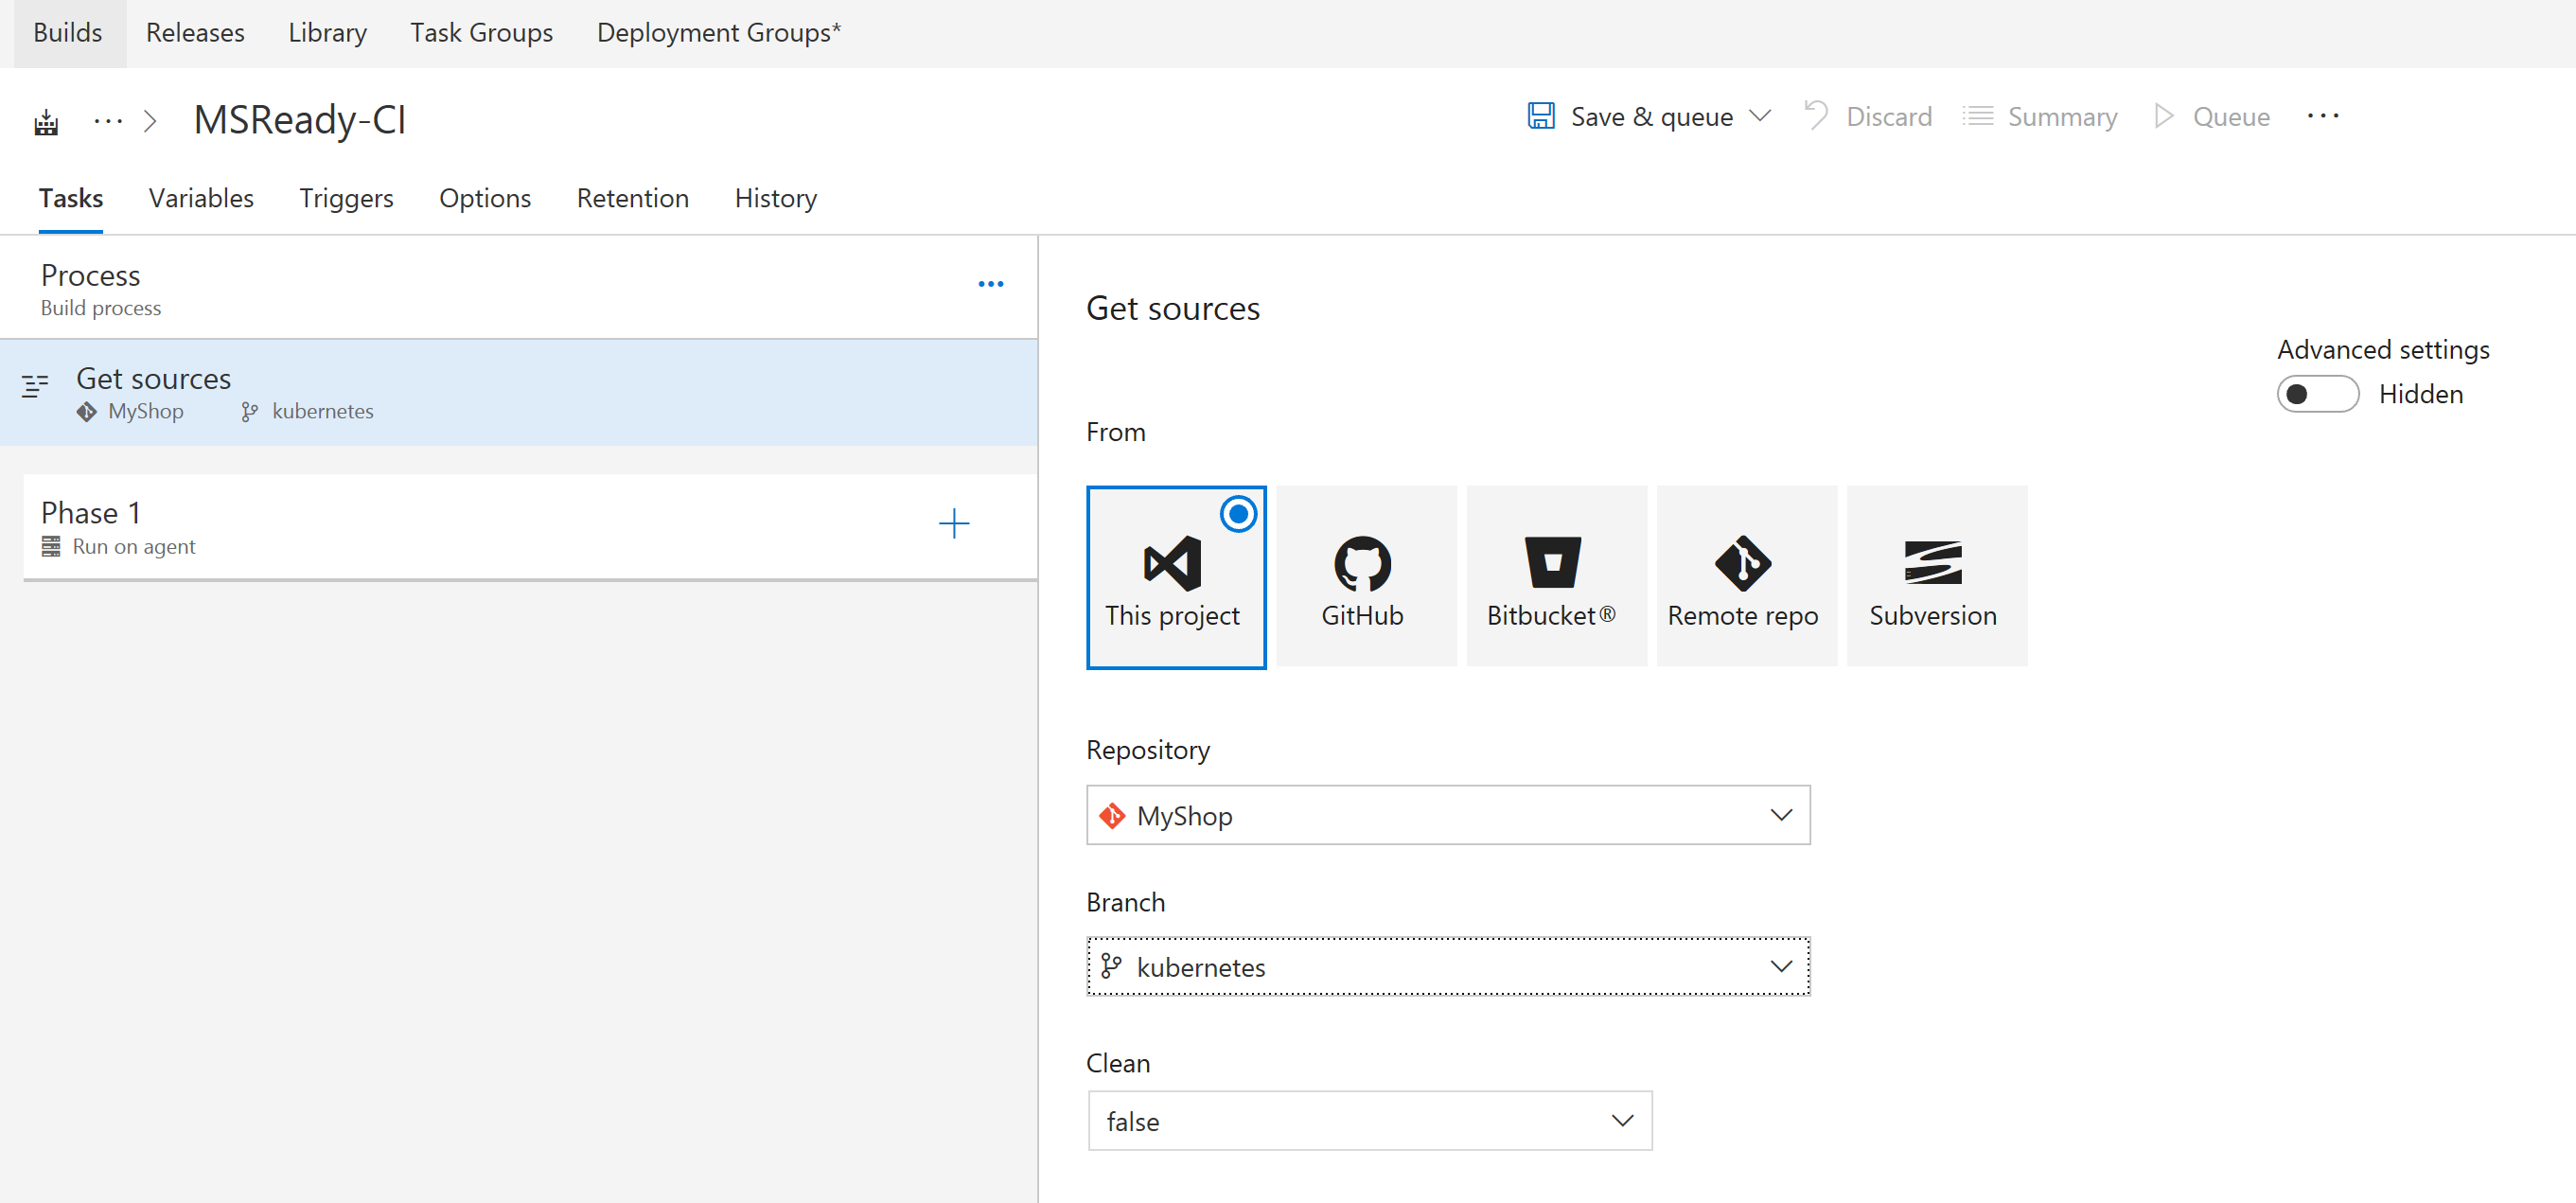 Builds Releases Library Task Groups Deployment Groups*
··· > MSReady-CI Save & queue Discard Summary Queue ···
Tasks Variables Triggers Options Retention History
Process
Build process
Get sources
MyShop kubernetes
Phase 1
Run on agent
Get sources
Advanced settings
Hidden
From
This project GitHub Bitbucket® Remote repo Subversion
Repository
MyShop
Branch
kubernetes
Clean
false